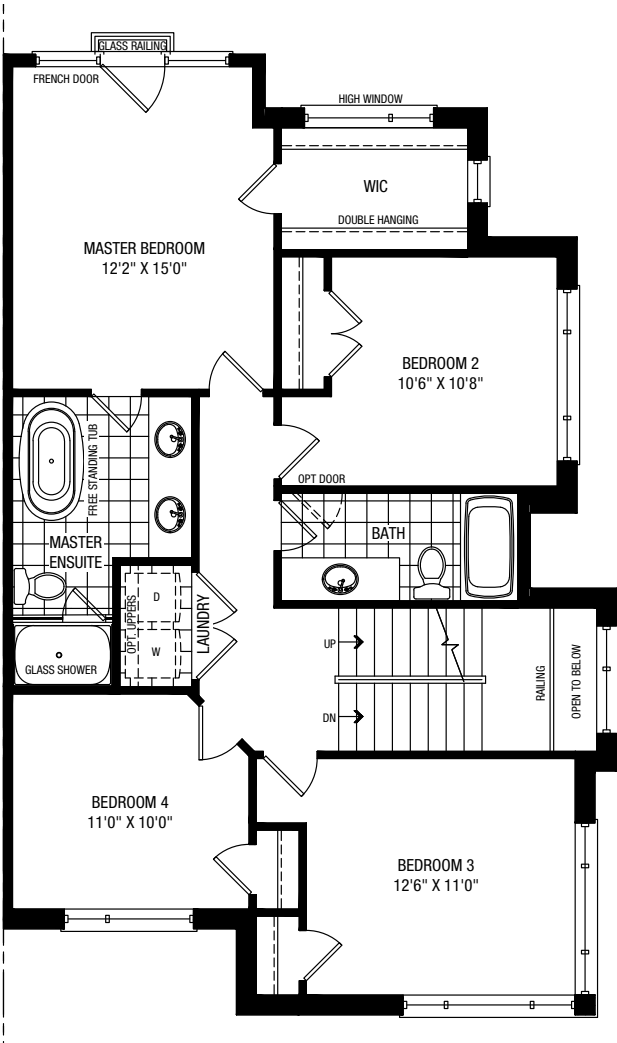 GLASS RAILING
FRENCH DOOR
HIGH WINDOW
WIC
DOUBLE HANGING
MASTER BEDROOM
12'2" X 15'0"
BEDROOM 2
10'6" X 10'8"
FREE STANDING TUB
OPT DOOR
BATH
MASTER
ENSUITE
OPT. UPPERS
D
W
LAUNDRY
GLASS SHOWER
UP
DN
RAILING
OPEN TO BELOW
BEDROOM 4
11'0" X 10'0"
BEDROOM 3
12'6" X 11'0"